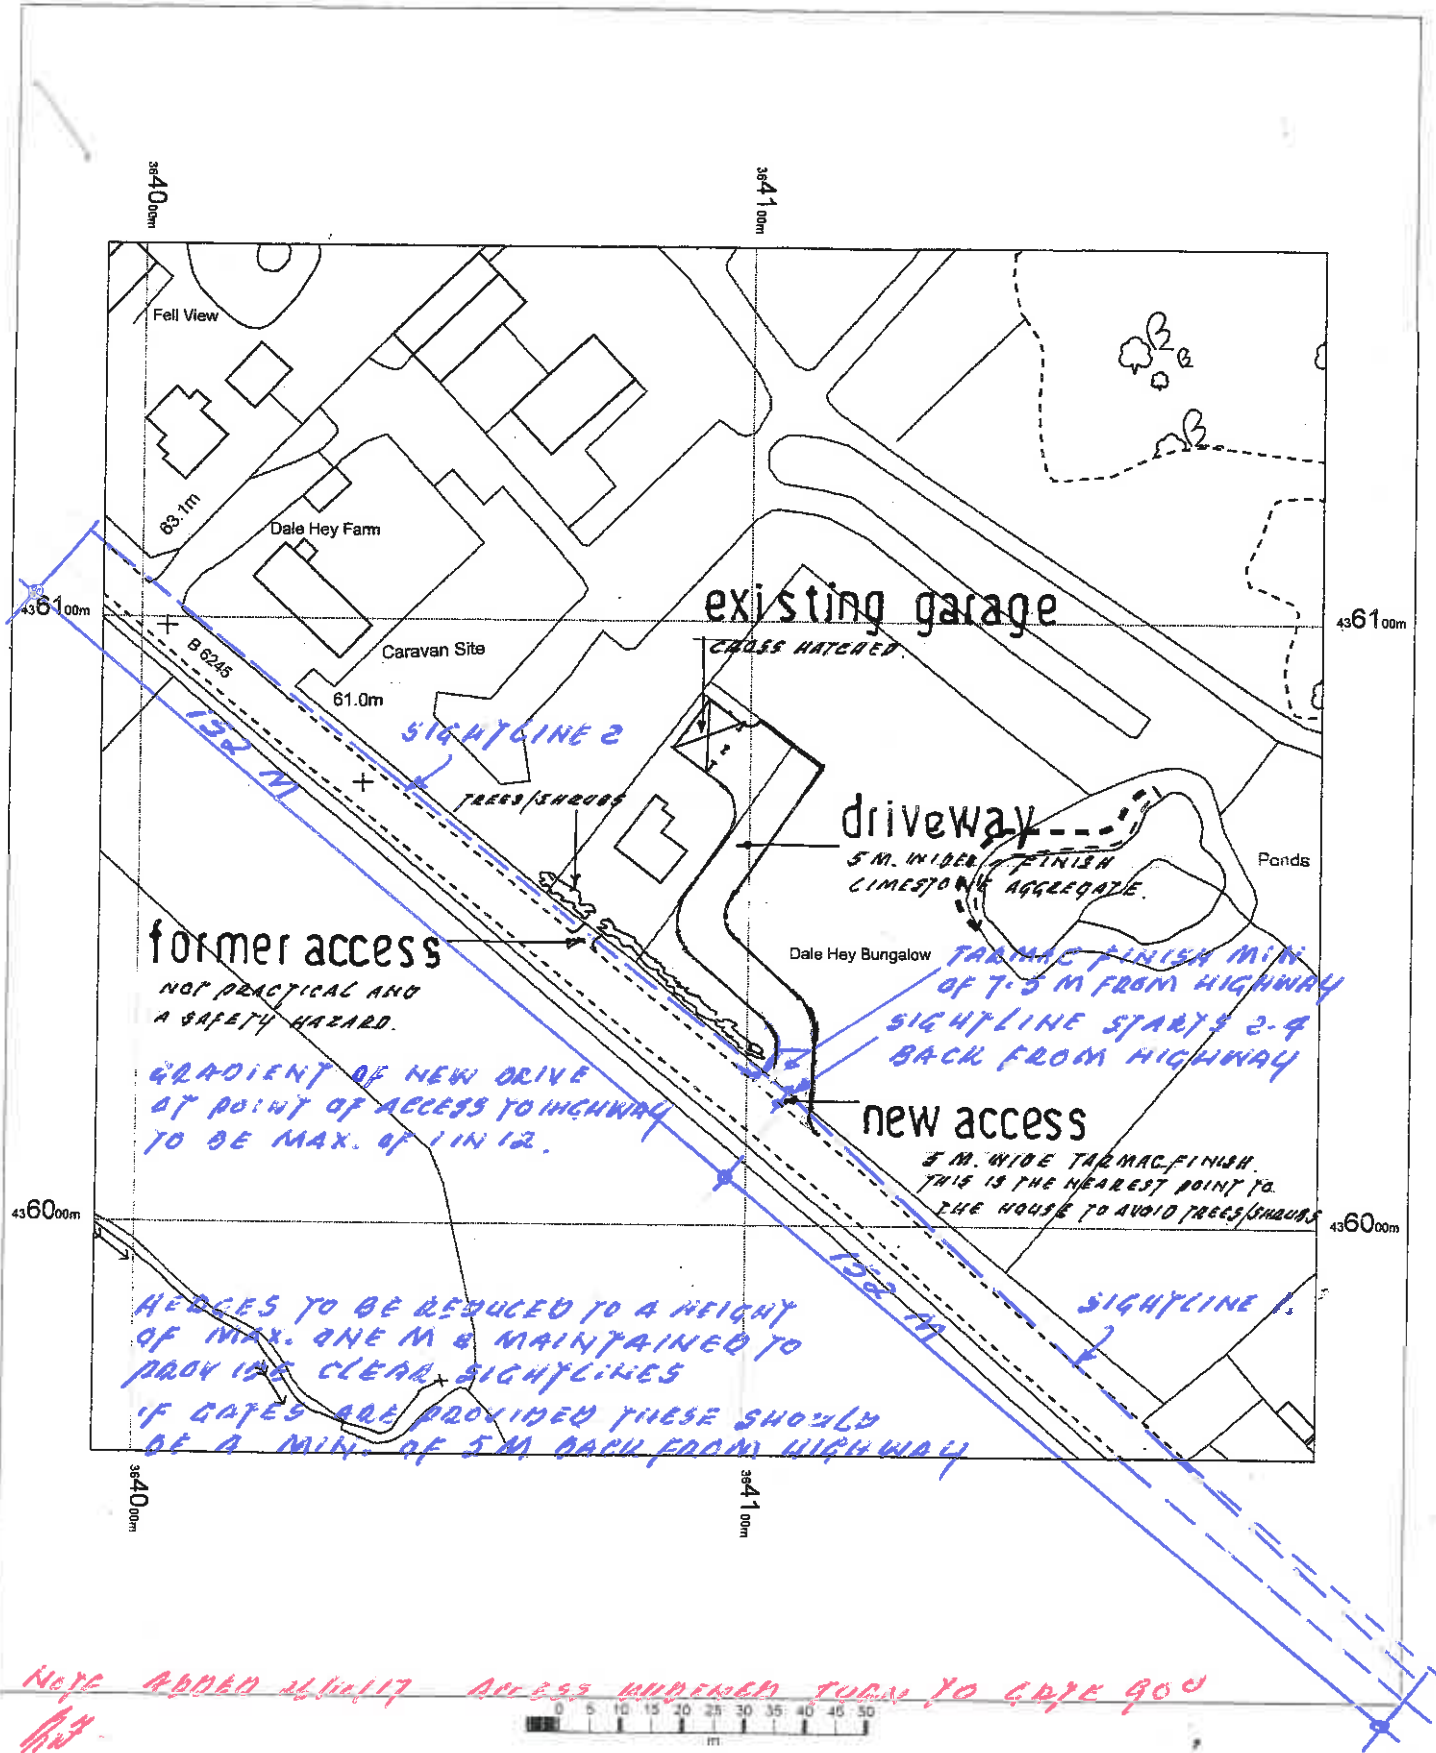 3640 00m
3641 00m
Fell View
63.1m
Dale Hey Farm
4361 00m
4361 00m
existing garage
CROSS HATCHED.
B 6245
Caravan Site
61.0m
152 M
SIGHTLINE 2
TREES/SHRUBS
driveway
5 M. WIDE FINISH
LIMESTONE AGGREGATE.
Ponds
former access
NOT PRACTICAL AND
A SAFETY HAZARD.
Dale Hey Bungalow
TARMAC FINISH MIN
OF 7.5 M FROM HIGHWAY
SIGHTLINE STARTS 2.4
BACK FROM HIGHWAY
GRADIENT OF NEW DRIVE
AT POINT OF ACCESS TO HIGHWAY
TO BE MAX. OF 1 IN 12.
new access
5 M. WIDE TARMAC FINISH.
THIS IS THE NEAREST POINT TO
THE HOUSE TO AVOID TREES/SHRUBS
4360 00m
4360 00m
152 M
SIGHTLINE 1.
HEDGES TO BE REDUCED TO A HEIGHT
OF MAX. ONE M & MAINTAINED TO
PROVIDE CLEAR SIGHTLINES
IF GATES ARE PROVIDED THESE SHOULD
BE A MIN. OF 5M BACK FROM HIGHWAY
3640 00m
3641 00m
NOTE ADDED ACCESS WIDENED TURN TO GATE 900
0 5 10 15 20 25 30 35 40 45 50
m